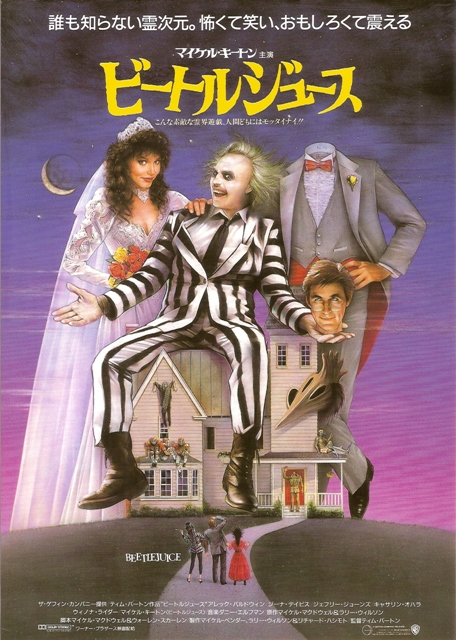 誰も知らない霊次元。怖くて笑い、おもしろくて震える
マイケル・キートン 主演
ビートルジュース
こんな素敵な霊界遊戯、人間どもにはモッタイナイ!!
BEETLEJUICE
ザ・ゲフィン・カンパニー提供 ティム・バートン作品"ビートルジュース" アレック・ボルドウィン ジーナ・デイビス ジェフリー・ジョーンズ キャサリン・オハラ
ウィノナ・ライダー マイケル・キートン(ビートルジュース) 音楽ダニー・エルフマン 原作マイケル・マクドウェル&ラリー・ウィルソン
脚本マイケル・マクドウェル&ウォーレン・スカーレン 製作マイケル・ベンダー、ラリー・ウィルソン&リチャード・ハシモト 監督ティム・バートン
DOLBY STEREO
ワーナー・ブラザース映画配給